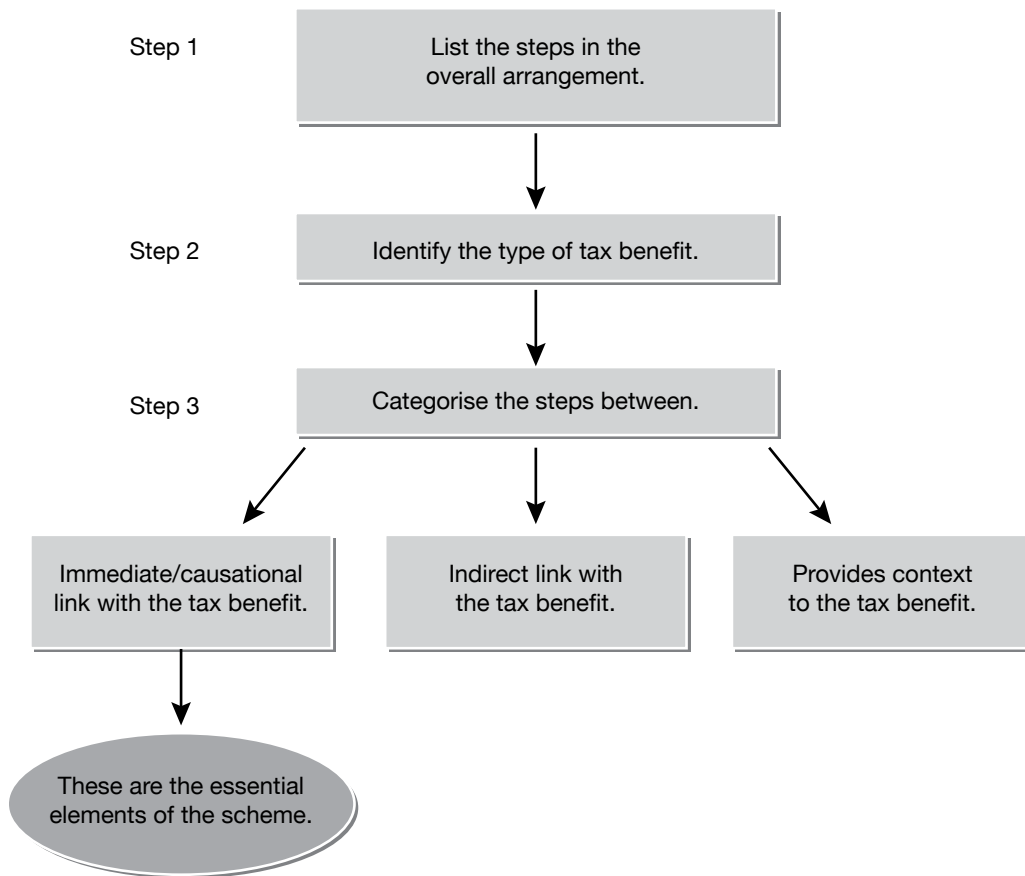 Step 1
List the steps in the
overall arrangement.
Step 2
Identify the type of tax benefit.
Step 3
Categorise the steps between.
Immediate/causational
link with the tax benefit.
Indirect link with
the tax benefit.
Provides context
to the tax benefit.
These are the essential
elements of the scheme.